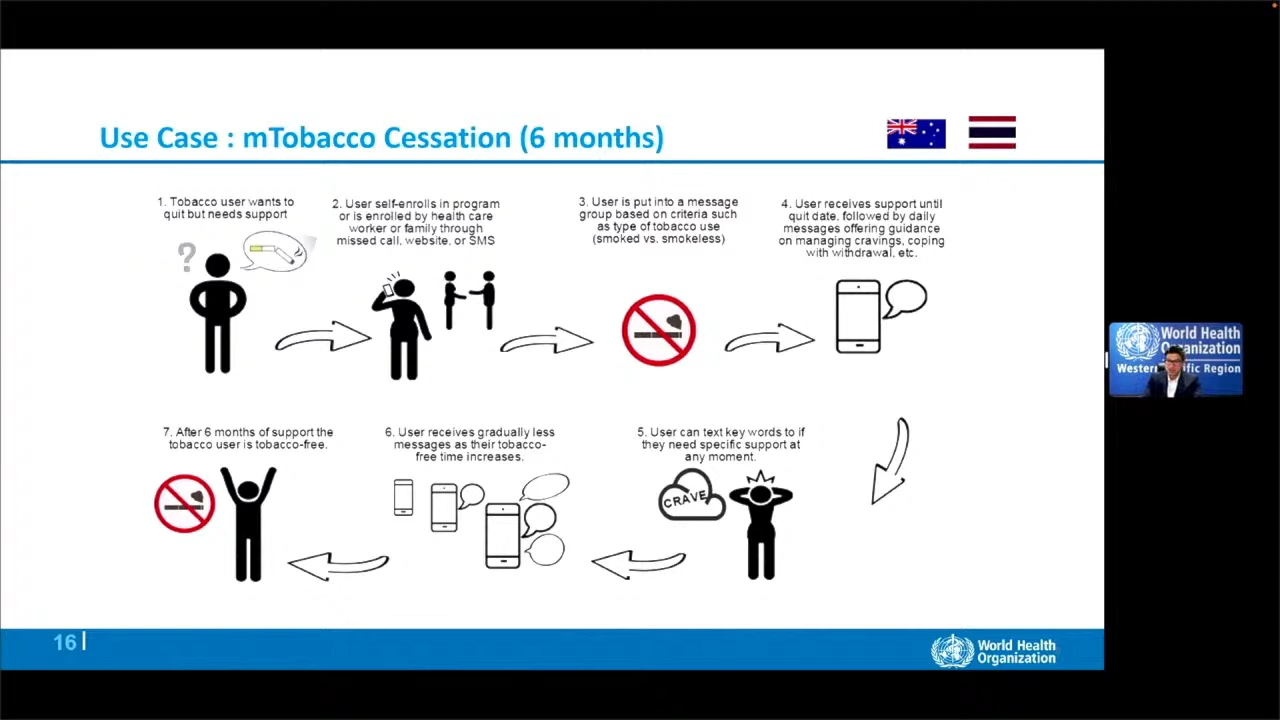 Use Case : mTobacco Cessation (6 months)
1. Tobacco user wants to
quit but needs support
2. User self-enrolls in program
or is enrolled by health care
worker or family through
missed call, website, or SMS
3. User is put into a message
group based on criteria such
as type of tobacco use
(smoked vs. smokeless)
4. User receives support until
quit date, followed by daily
messages offering guidance
on managing cravings, coping
with withdrawal, etc.
?
7. After 6 months of support the
tobacco user is tobacco-free.
6. User receives gradually less
messages as their tobacco-
free time increases.
5. User can text key words to if
they need specific support at
any moment.
CRAVE
16
World Health
Organization
World Health
Western Pacific Region